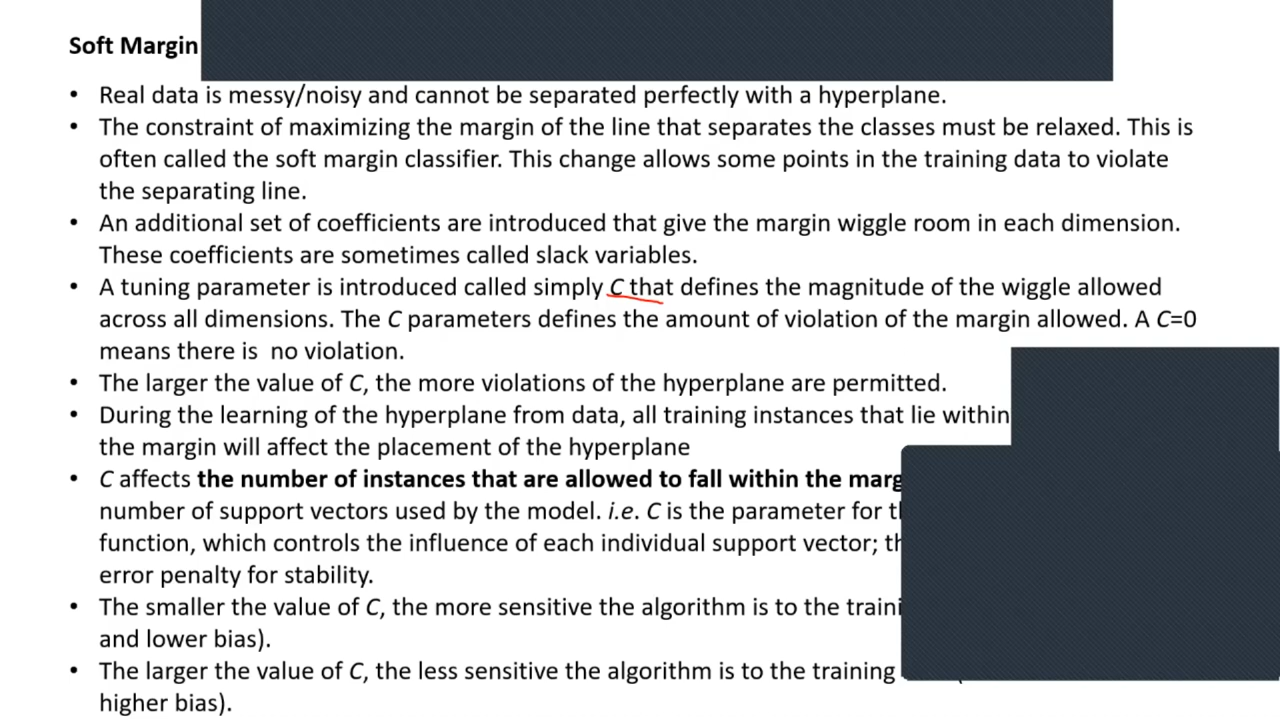 Soft Margin
• Real data is messy/noisy and cannot be separated perfectly with a hyperplane.
• The constraint of maximizing the margin of the line that separates the classes must be relaxed. This is
often called the soft margin classifier. This change allows some points in the training data to violate
the separating line.
• An additional set of coefficients are introduced that give the margin wiggle room in each dimension.
These coefficients are sometimes called slack variables.
• A tuning parameter is introduced called simply C that defines the magnitude of the wiggle allowed
across all dimensions. The C parameters defines the amount of violation of the margin allowed. A C=0
means there is no violation.
• The larger the value of C, the more violations of the hyperplane are permitted.
• During the learning of the hyperplane from data, all training instances that lie within
the margin will affect the placement of the hyperplane
• C affects the number of instances that are allowed to fall within the
number of support vectors used by the model. i.e. C is the parameter for
function, which controls the influence of each individual support vector;
error penalty for stability.
• The smaller the value of C, the more sensitive the algorithm is to the
and lower bias).
• The larger the value of C, the less sensitive the algorithm is to the training
higher bias).